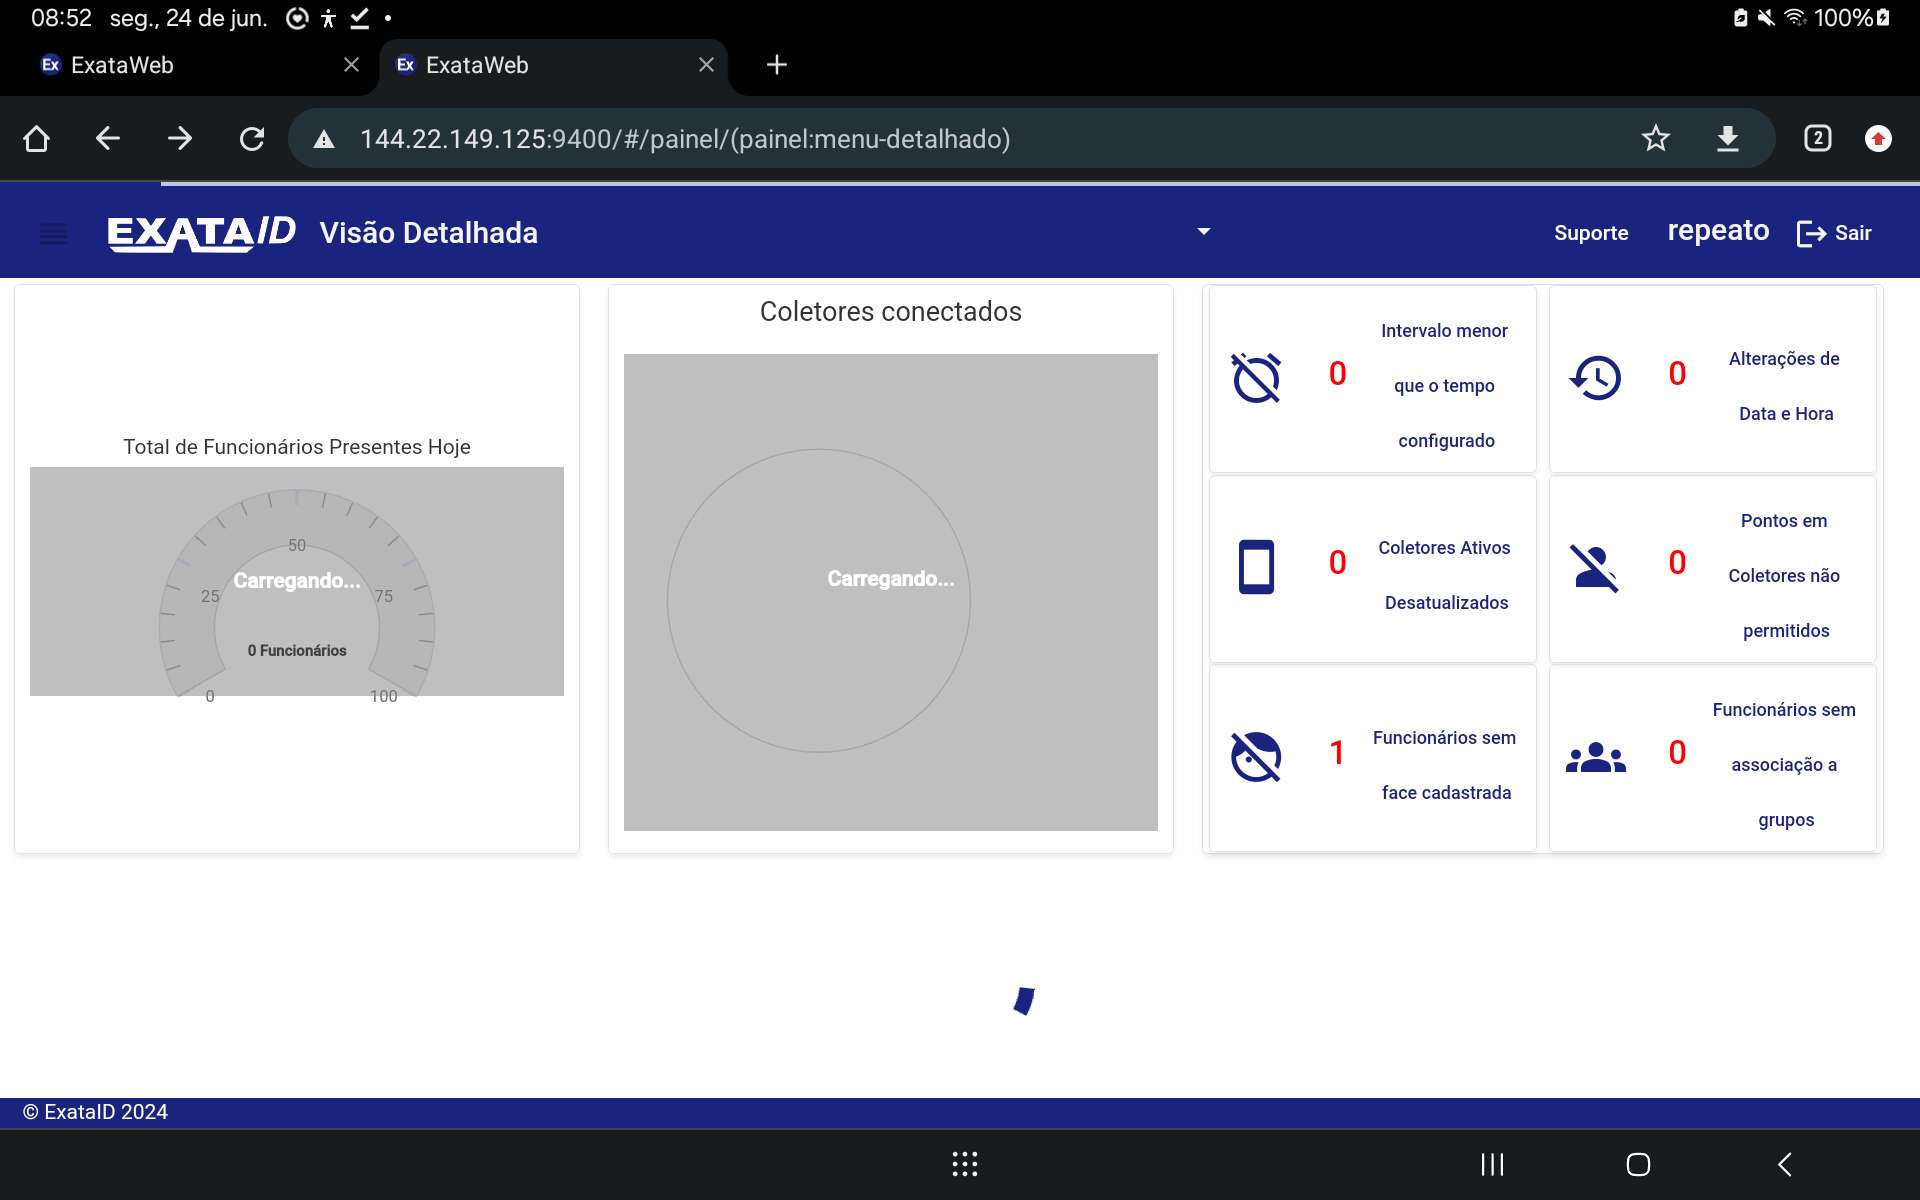 08:52 seg., 24 de jun.
100%
Ex ExataWeb
Ex ExataWeb
144.22.149.125:9400/#/painel/(painel:menu-detalhado)
2
EXATAID Visão Detalhada
Suporte
repeato
Sair
Total de Funcionários Presentes Hoje
50
Carregando...
25
75
0 Funcionários
0
100
Coletores conectados
Carregando...
0
Intervalo menor
que o tempo
configurado
0
Alterações de
Data e Hora
0
Coletores Ativos
Desatualizados
0
Pontos em
Coletores não
permitidos
1
Funcionários sem
face cadastrada
0
Funcionários sem
associação a
grupos
© ExataID 2024